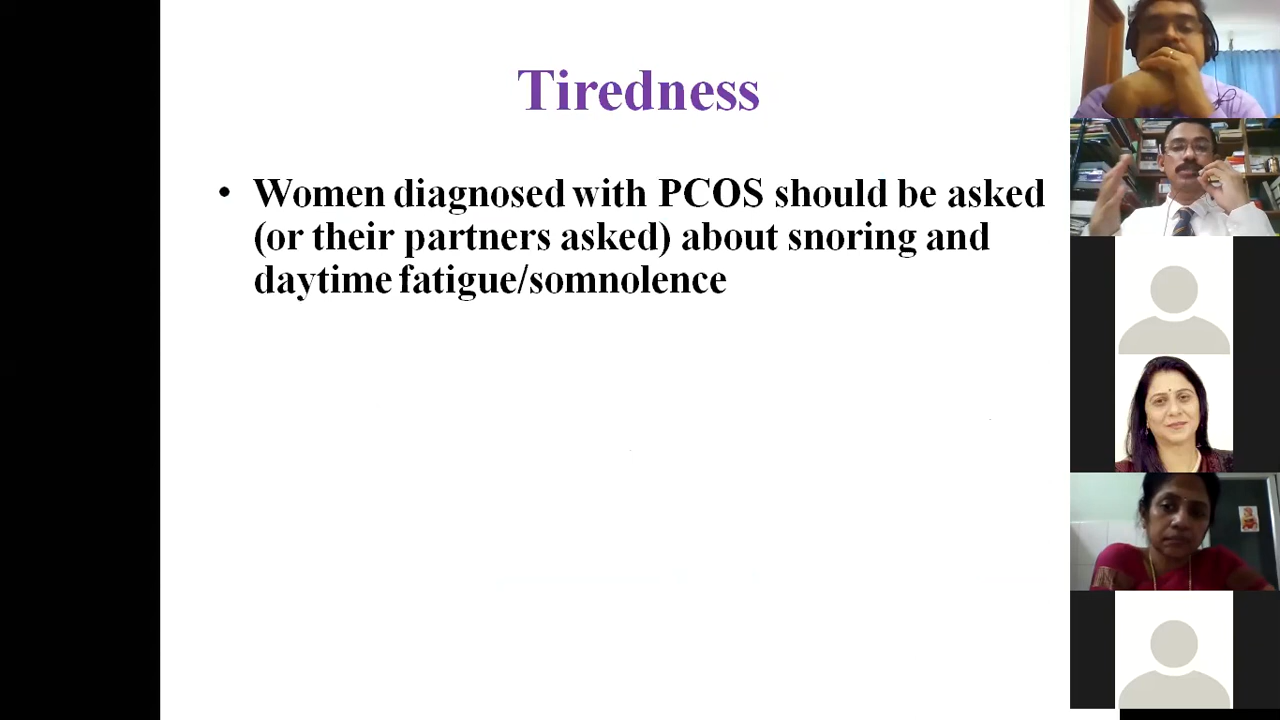 Tiredness
• Women diagnosed with PCOS should be asked
(or their partners asked) about snoring and
daytime fatigue/somnolence